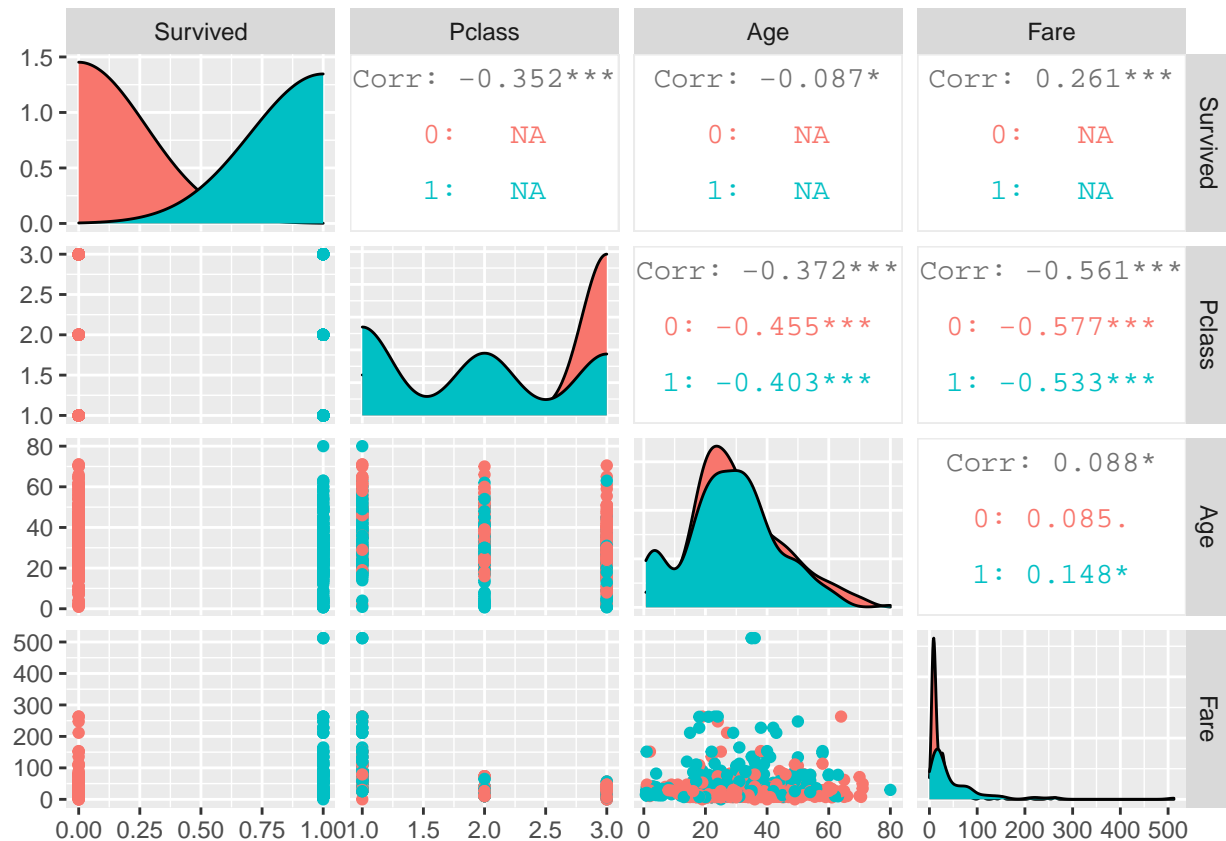 Survived Pclass Age Fare
1.5
1.0
0.5
0.0
Corr: -0.352***
0: NA
1: NA
Corr: -0.087*
0: NA
1: NA
Corr: 0.261***
0: NA
1: NA
Survived
3.0
2.5
2.0
1.5
1.0
Corr: -0.372***
0: -0.455***
1: -0.403***
Corr: -0.561***
0: -0.577***
1: -0.533***
Pclass
80
60
40
20
0
Corr: 0.088*
0: 0.085.
1: 0.148*
Age
500
400
300
200
100
0
Fare
0.00 0.25 0.50 0.75 1.00
1.0 1.5 2.0 2.5 3.0
0 20 40 60 80
0 100 200 300 400 500